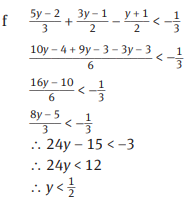 f (5y − 2)/3 + (3y − 1)/2 − (y + 1)/2 < −1/3
(10y − 4 + 9y − 3 − 3y − 3)/6 < −1/3
(16y − 10)/6 < −1/3
(8y − 5)/3 < −1/3
∴ 24y − 15 < −3
∴ 24y < 12
∴ y < 1/2